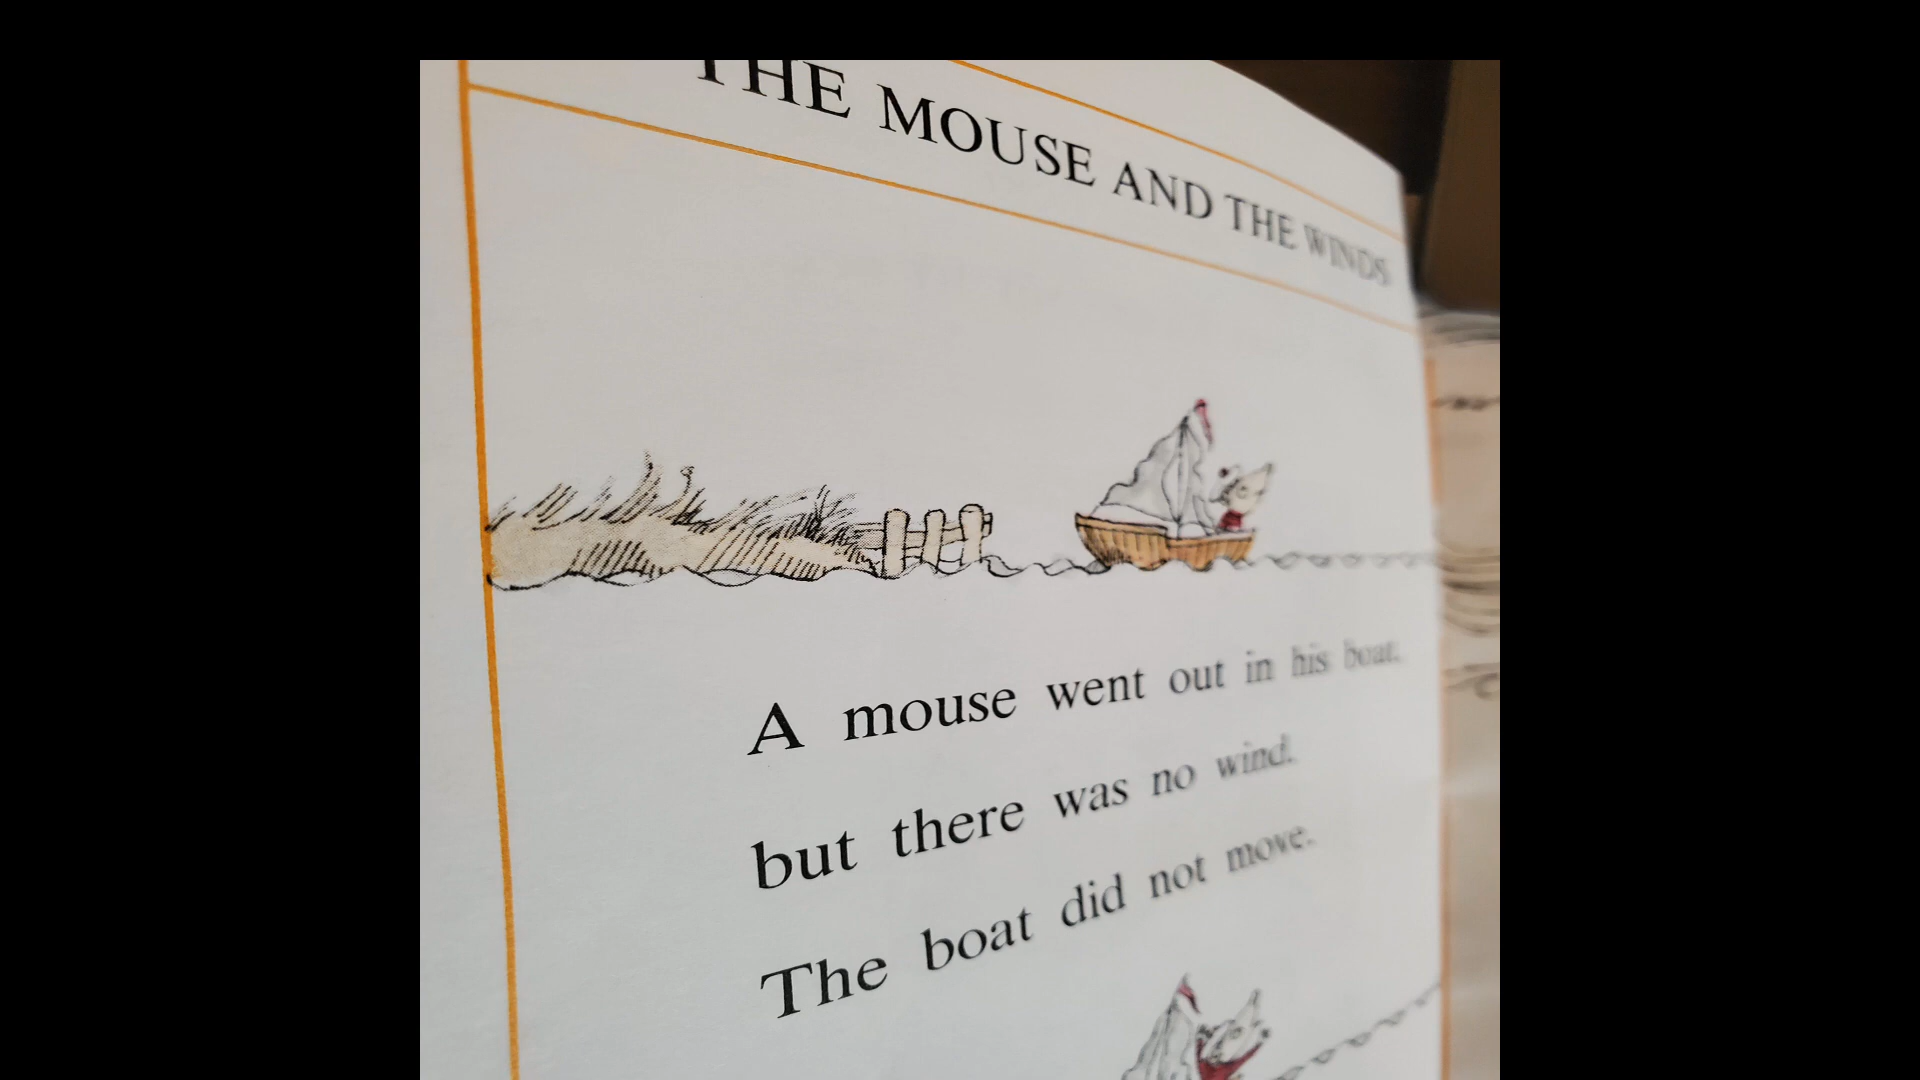 THE MOUSE AND THE WINDS
A mouse went out in his boat.
but there was no wind.
The boat did not move.